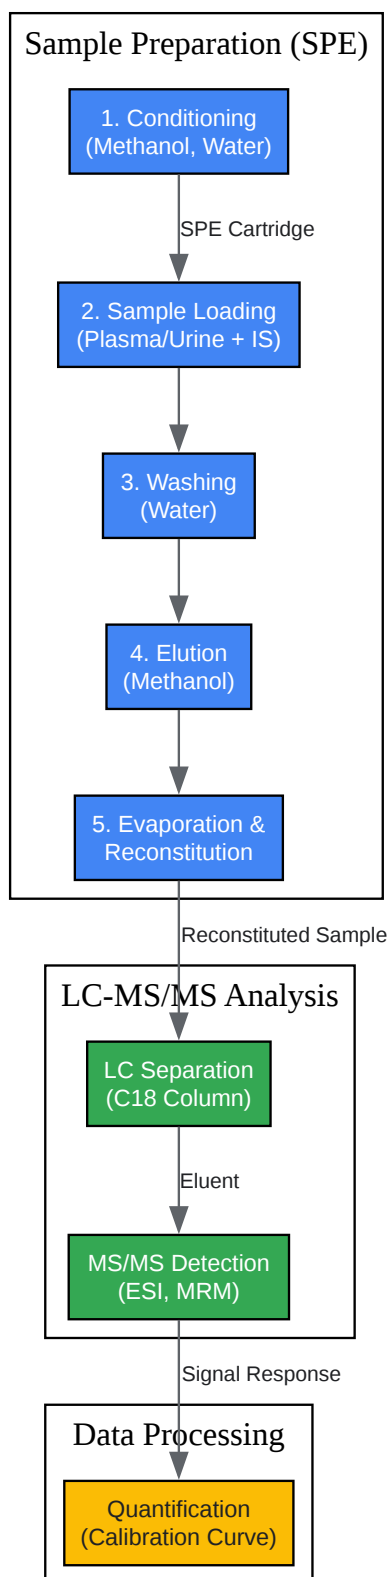 Sample Preparation (SPE)
1. Conditioning
(Methanol, Water)
SPE Cartridge
2. Sample Loading
(Plasma/Urine + IS)
3. Washing
(Water)
4. Elution
(Methanol)
5. Evaporation &
Reconstitution
Reconstituted Sample
LC-MS/MS Analysis
LC Separation
(C18 Column)
Eluent
MS/MS Detection
(ESI, MRM)
Signal Response
Data Processing
Quantification
(Calibration Curve)